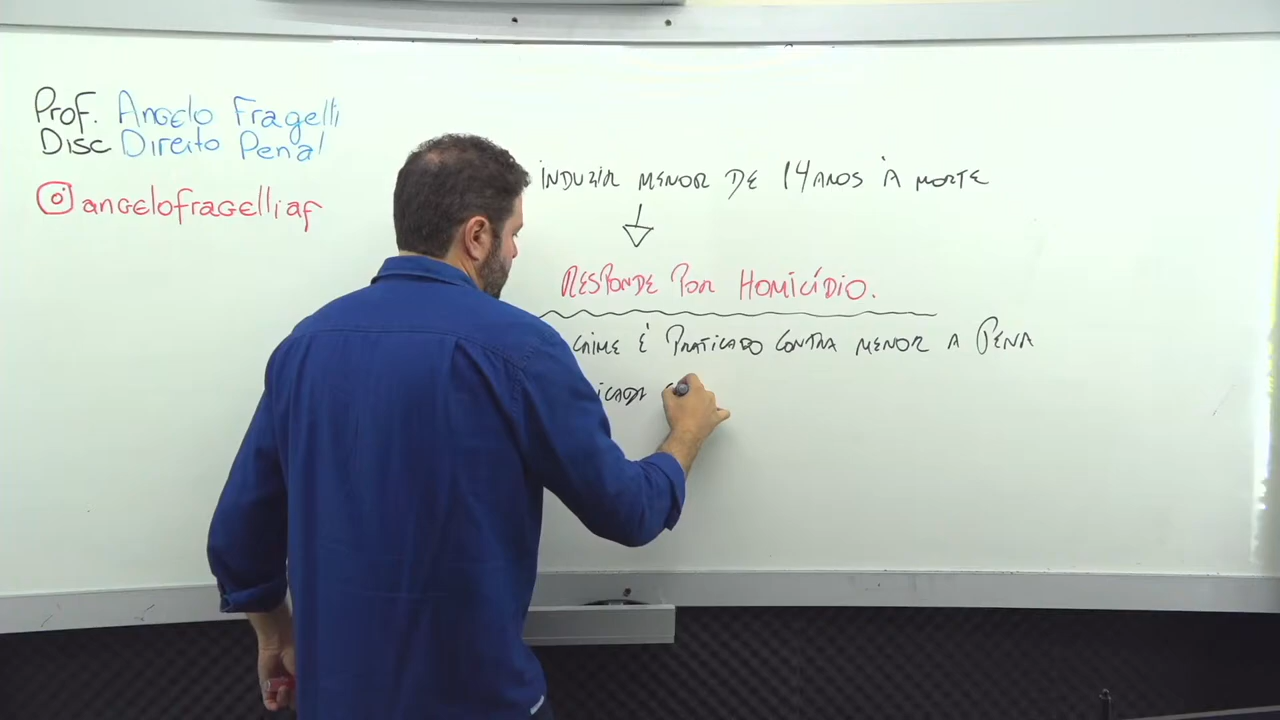 Prof. Angelo Fragelli
Disc Direito Penal
angelofragelliaf
INDUZIR MENOR DE 14 ANOS À MORTE
RESPONDE POR HOMICÍDIO.
CRIME É PRATICADO CONTRA MENOR A PENA